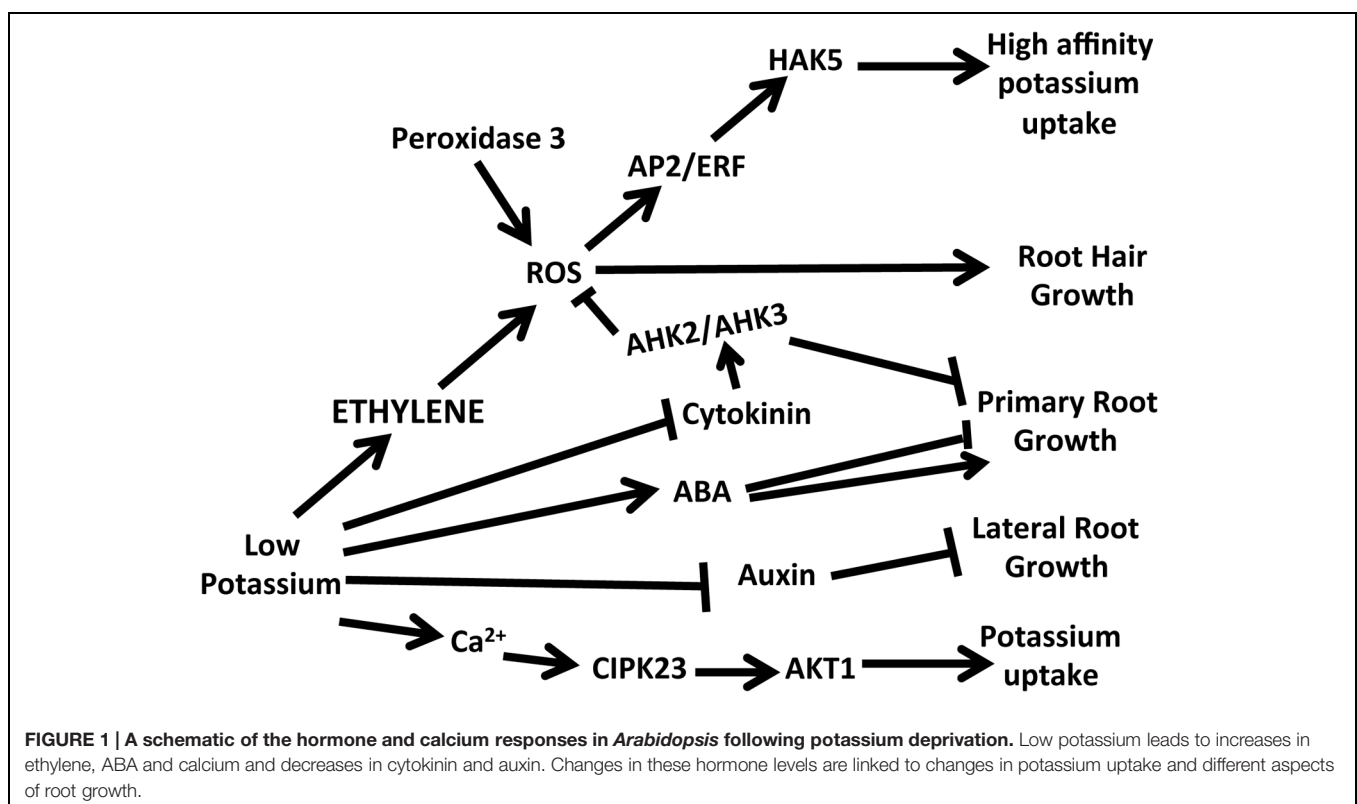 HAK5
High affinity
potassium
uptake
Peroxidase 3
AP2/ERF
ROS
Root Hair
Growth
AHK2/AHK3
ETHYLENE
Cytokinin
Primary Root
Growth
ABA
Low
Potassium
Auxin
Lateral Root
Growth
Ca²⁺
CIPK23
AKT1
Potassium
uptake
FIGURE 1 | A schematic of the hormone and calcium responses in Arabidopsis following potassium deprivation. Low potassium leads to increases in
ethylene, ABA and calcium and decreases in cytokinin and auxin. Changes in these hormone levels are linked to changes in potassium uptake and different aspects
of root growth.